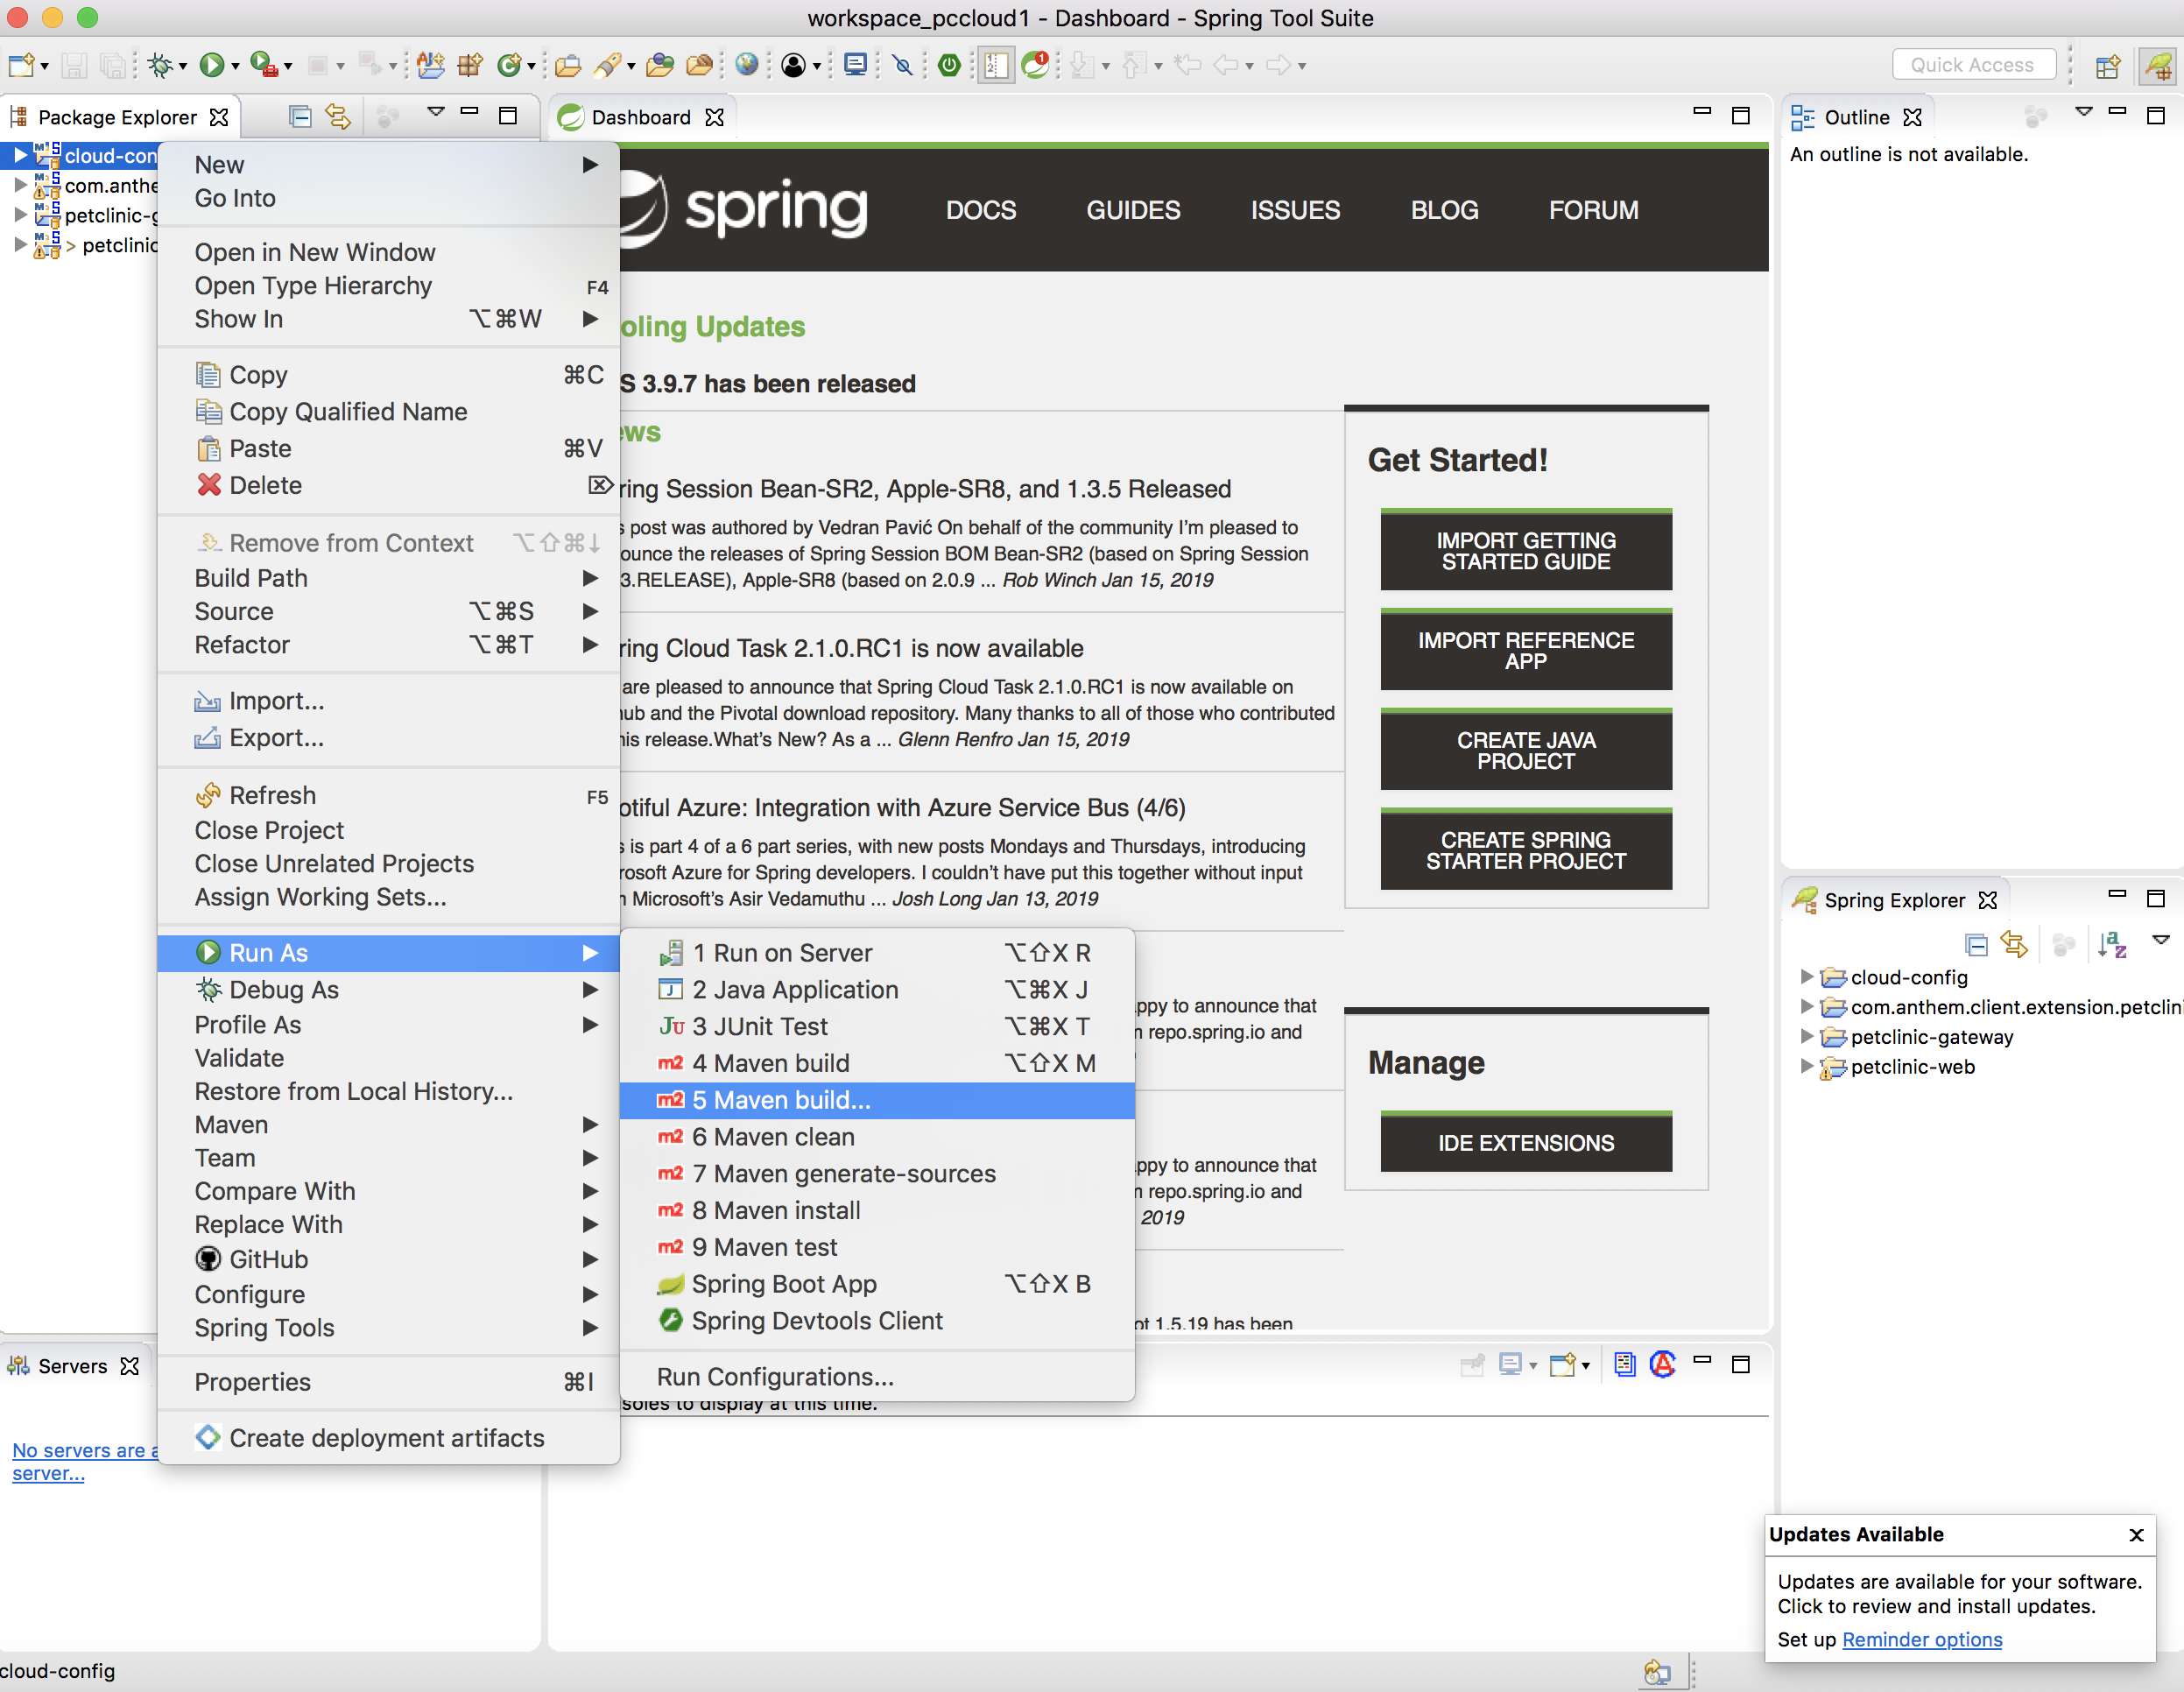 workspace_pccloud1 - Dashboard - Spring Tool Suite
Quick Access
Package Explorer
Dashboard
Outline
An outline is not available.
cloud-con
com.anthe
petclinic-g
> petclinic
New
Go Into
Open in New Window
Open Type Hierarchy F4
Show In ⌥⌘W
Copy ⌘C
Copy Qualified Name
Paste ⌘V
Delete ⌦
Remove from Context ⌥⇧⌘↓
Build Path
Source ⌥⌘S
Refactor ⌥⌘T
Import...
Export...
Refresh F5
Close Project
Close Unrelated Projects
Assign Working Sets...
Run As
Debug As
Profile As
Validate
Restore from Local History...
Maven
Team
Compare With
Replace With
GitHub
Configure
Spring Tools
Properties ⌘I
Create deployment artifacts
1 Run on Server ⌥⇧X R
2 Java Application ⌥⌘X J
3 JUnit Test ⌥⌘X T
4 Maven build ⌥⇧X M
5 Maven build...
6 Maven clean
7 Maven generate-sources
8 Maven install
9 Maven test
Spring Boot App ⌥⇧X B
Spring Devtools Client
Run Configurations...
spring
DOCS GUIDES ISSUES BLOG FORUM
oling Updates
S 3.9.7 has been released
ews
ring Session Bean-SR2, Apple-SR8, and 1.3.5 Released
s post was authored by Vedran Pavić On behalf of the community I'm pleased to
ounce the releases of Spring Session BOM Bean-SR2 (based on Spring Session
3.RELEASE), Apple-SR8 (based on 2.0.9 ... Rob Winch Jan 15, 2019
ring Cloud Task 2.1.0.RC1 is now available
are pleased to announce that Spring Cloud Task 2.1.0.RC1 is now available on
ub and the Pivotal download repository. Many thanks to all of those who contributed
his release.What's New? As a ... Glenn Renfro Jan 15, 2019
otiful Azure: Integration with Azure Service Bus (4/6)
s is part 4 of a 6 part series, with new posts Mondays and Thursdays, introducing
rosoft Azure for Spring developers. I couldn't have put this together without input
n Microsoft's Asir Vedamuthu ... Josh Long Jan 13, 2019
ppy to announce that
n repo.spring.io and
ppy to announce that
n repo.spring.io and
2019
ot 1.5.19 has been
Get Started!
IMPORT GETTING
STARTED GUIDE
IMPORT REFERENCE
APP
CREATE JAVA
PROJECT
CREATE SPRING
STARTER PROJECT
Manage
IDE EXTENSIONS
Spring Explorer
cloud-config
com.anthem.client.extension.petclini
petclinic-gateway
petclinic-web
Servers
No servers are a
server...
soles to display at this time.
Updates Available x
Updates are available for your software.
Click to review and install updates.
Set up Reminder options
cloud-config